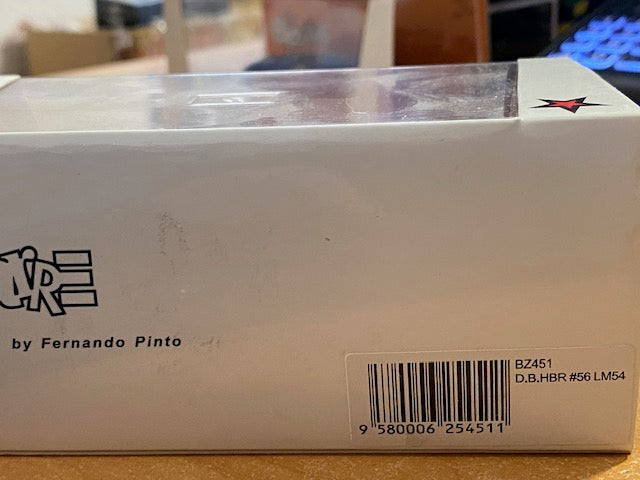 by Fernando Pinto
BZ451
D.B.HBR #56 LM54
9 580006 254511